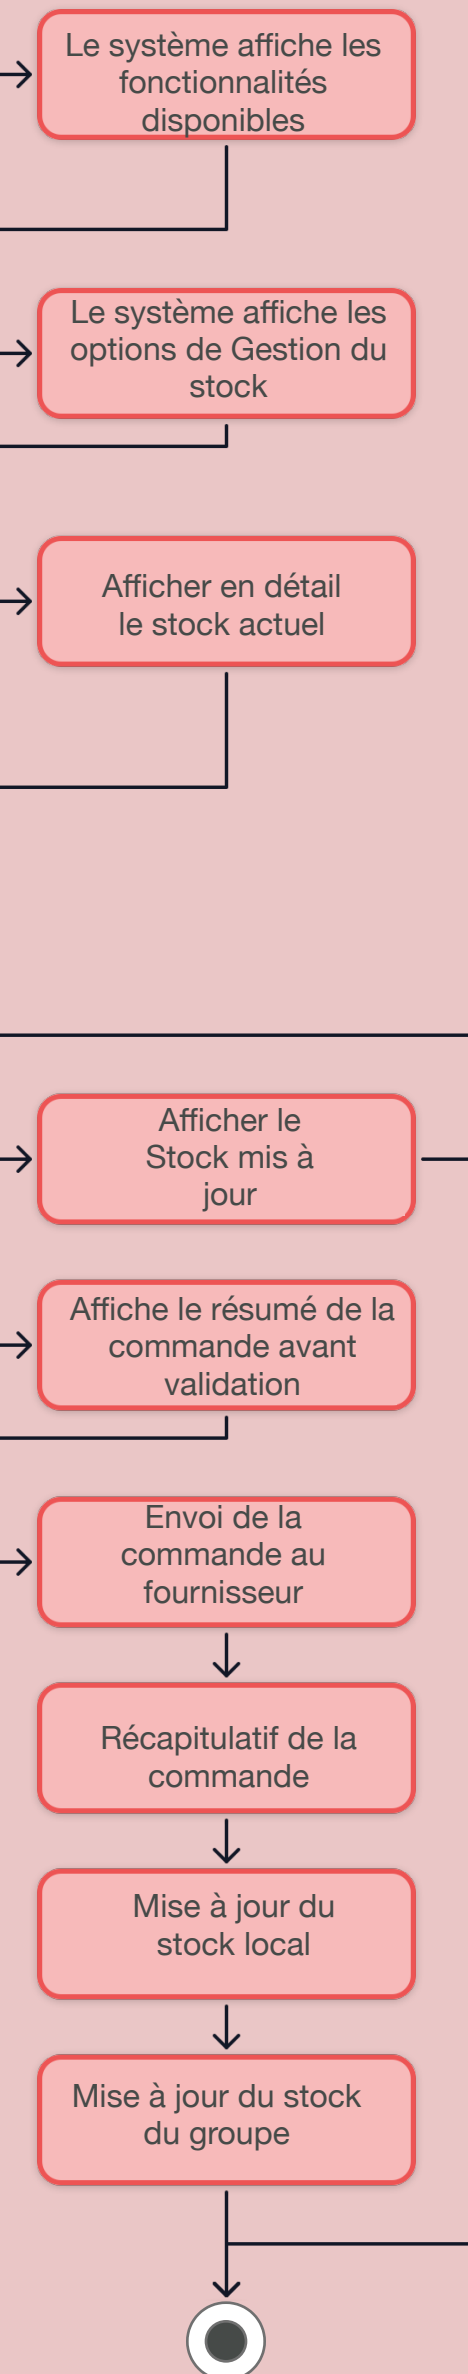 Le système affiche les
fonctionnalités
disponibles
Le système affiche les
options de Gestion du
stock
Afficher en détail
le stock actuel
Afficher le
Stock mis à
jour
Affiche le résumé de la
commande avant
validation
Envoi de la
commande au
fournisseur
Récapitulatif de la
commande
Mise à jour du
stock local
Mise à jour du stock
du groupe